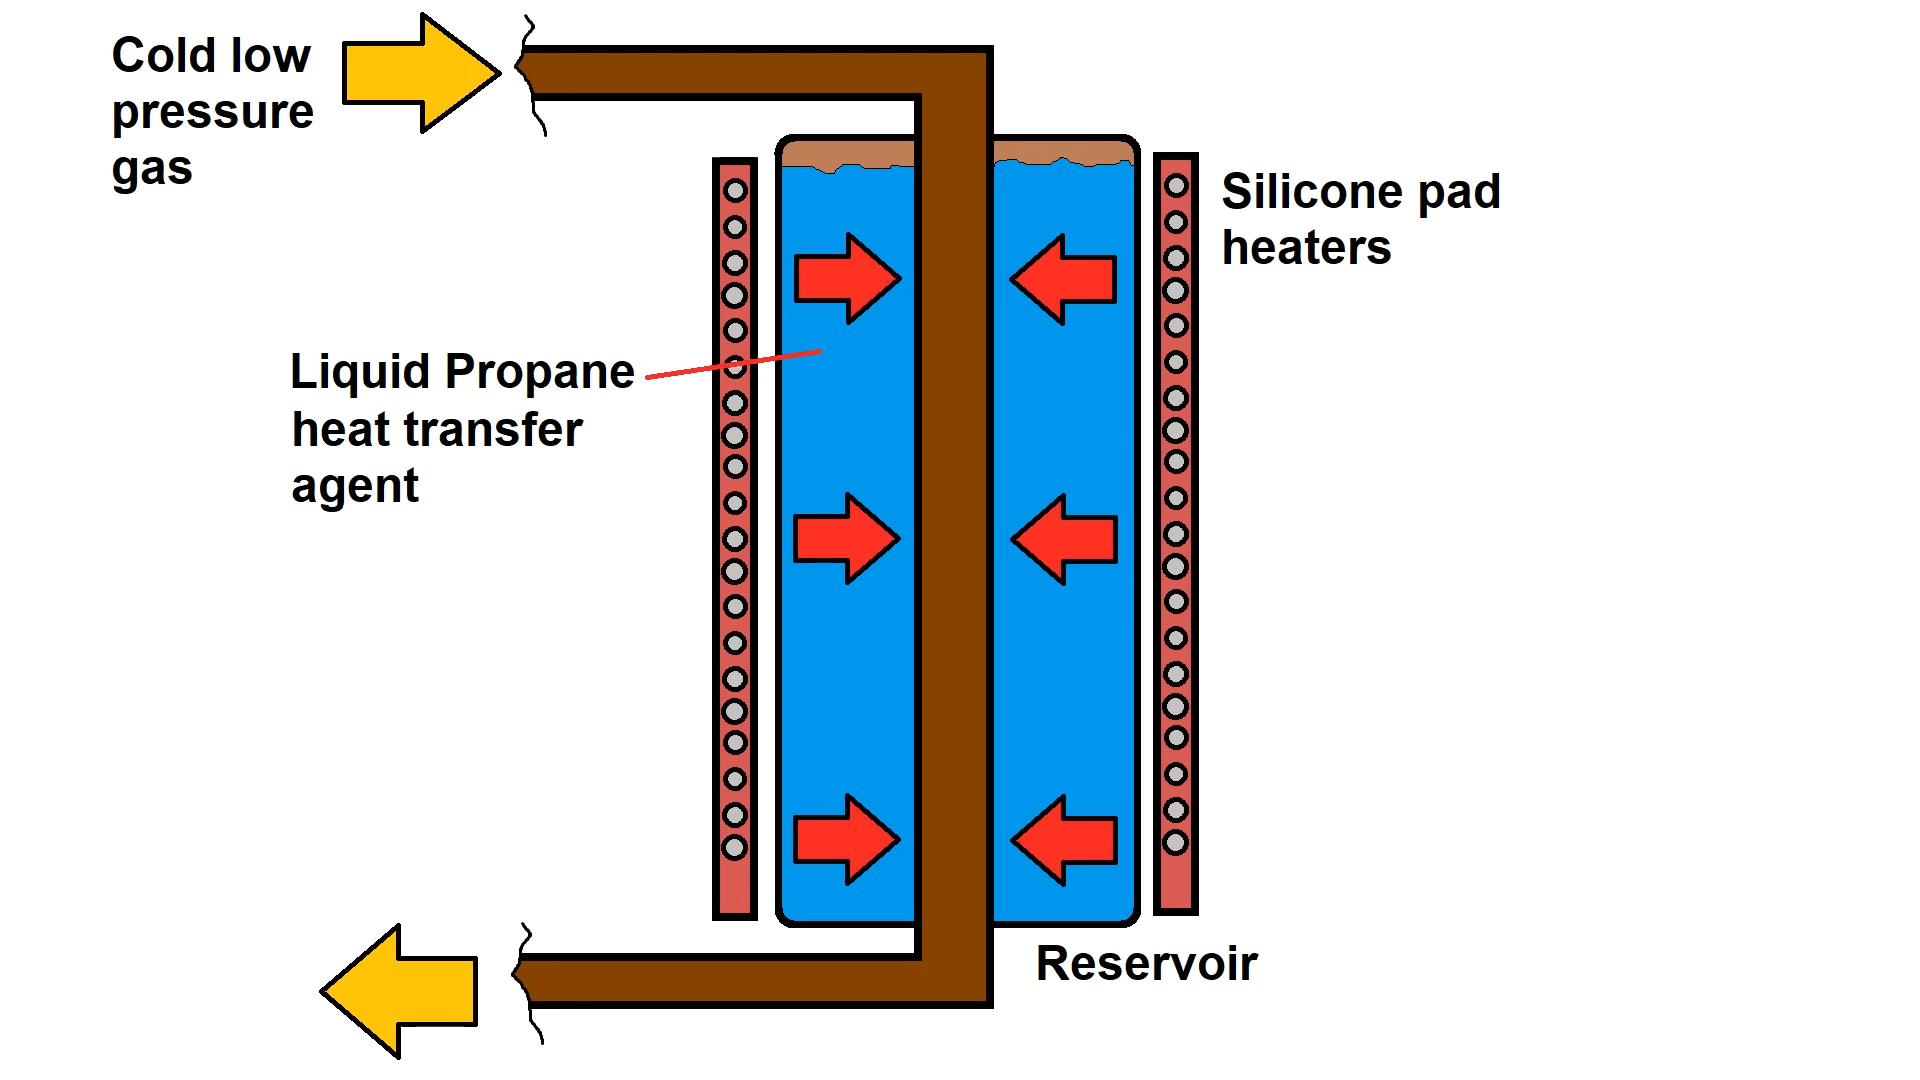 Cold low
pressure
gas
Silicone pad
heaters
Liquid Propane
heat transfer
agent
Reservoir